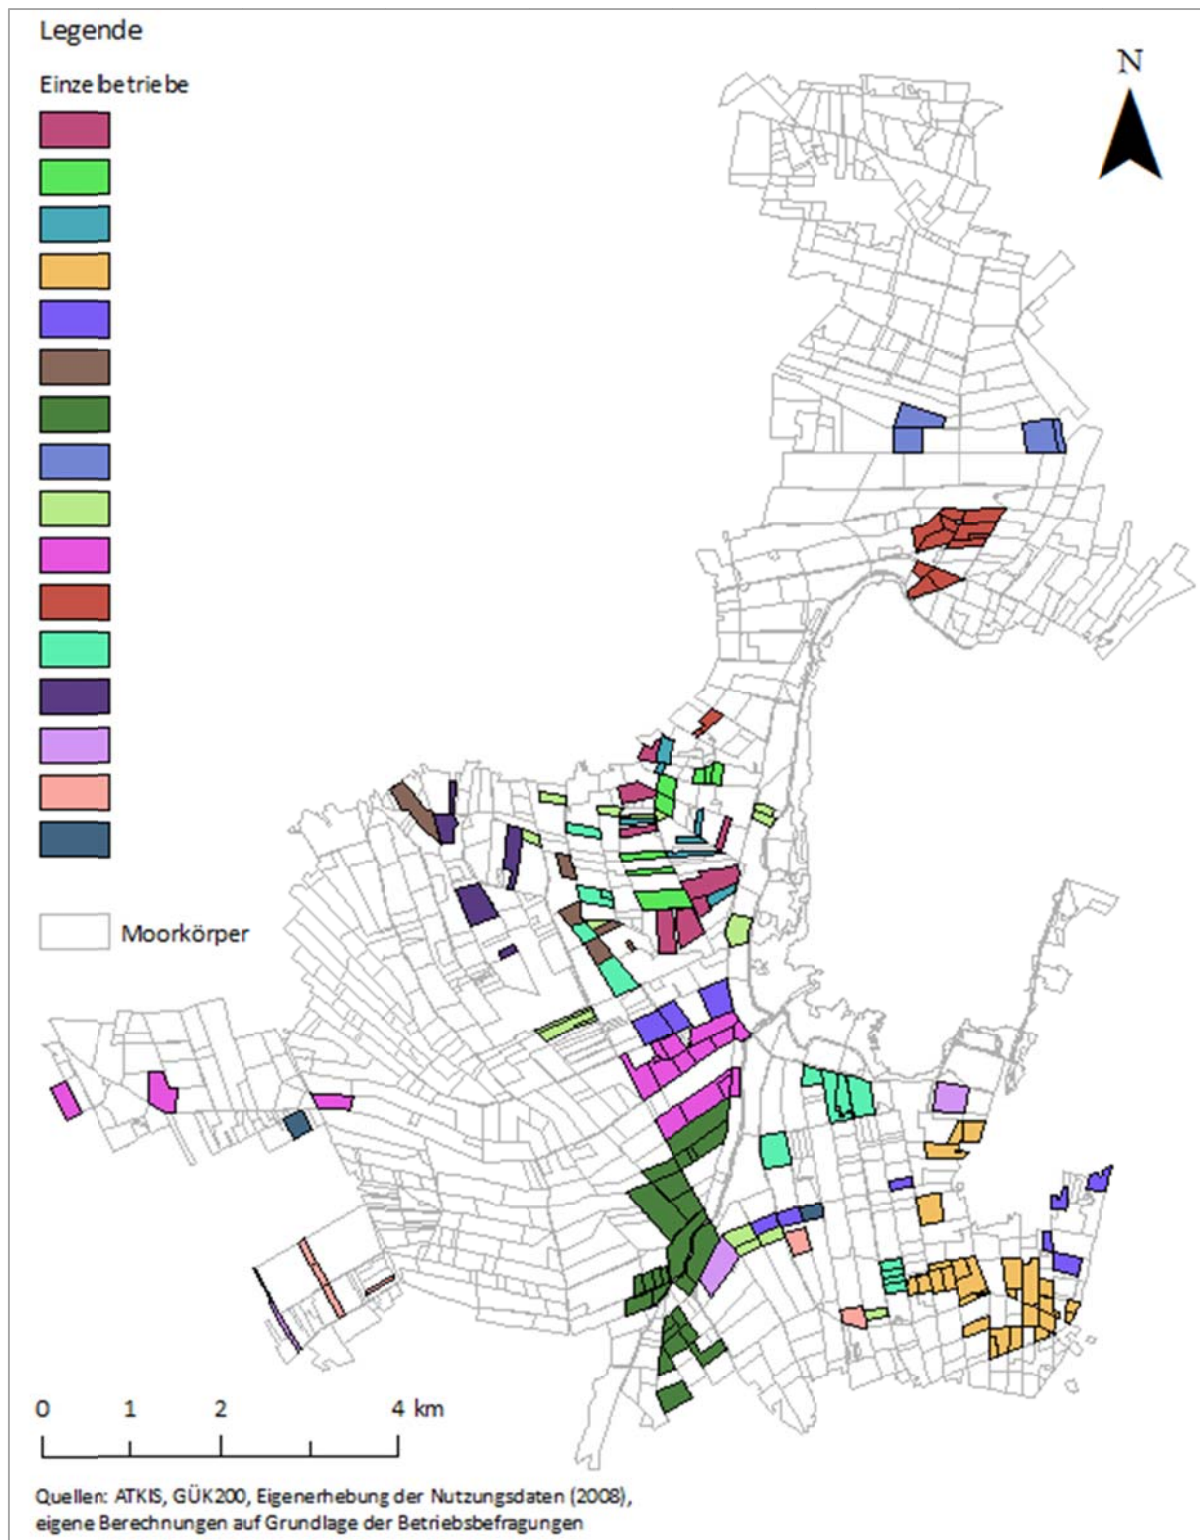 Legende
N
Einzelbetriebe
Moorkörper
0 1 2 4 km
Quellen: ATKIS, GÜK200, Eigenerhebung der Nutzungsdaten (2008),
eigene Berechnungen auf Grundlage der Betriebsbefragungen